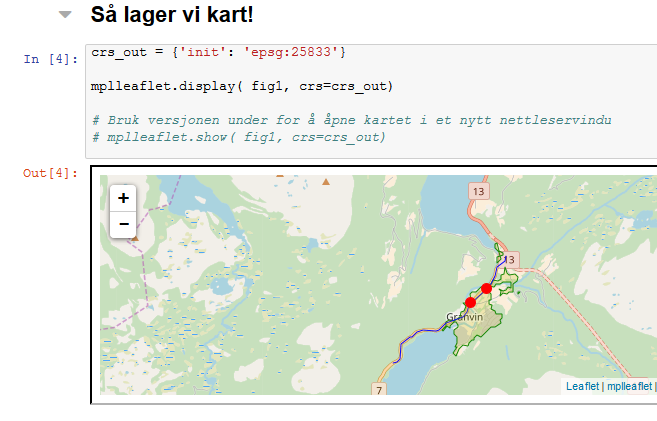 Så lager vi kart!
In [4]:
crs_out = {'init': 'epsg:25833'}
mplleaflet.display( fig1, crs=crs_out)
# Bruk versjonen under for å åpne kartet i et nytt nettleservindu
# mplleaflet.show( fig1, crs=crs_out)
Out[4]:
+
−
13
13
Granvin
7
Leaflet | mplleaflet |